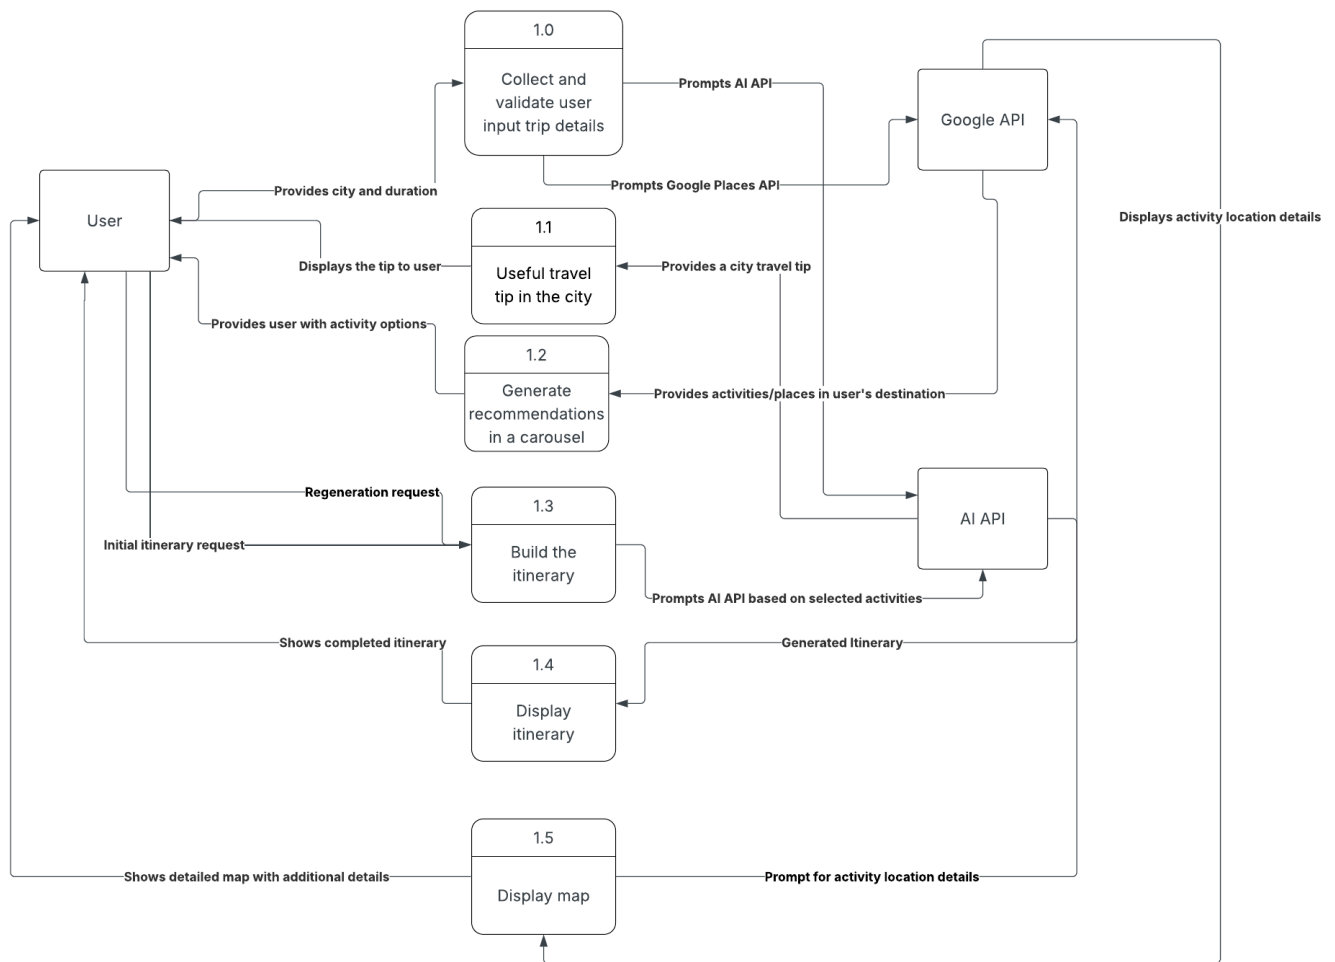 1.0
Collect and
validate user
input trip details
Prompts AI API
Google API
Prompts Google Places API
Provides city and duration
User
Displays activity location details
1.1
Useful travel
tip in the city
Displays the tip to user
Provides a city travel tip
Provides user with activity options
1.2
Generate
recommendations
in a carousel
Provides activities/places in user's destination
Regeneration request
1.3
Build the
itinerary
AI API
Initial itinerary request
Prompts AI API based on selected activities
Shows completed itinerary
Generated Itinerary
1.4
Display
itinerary
1.5
Display map
Shows detailed map with additional details
Prompt for activity location details